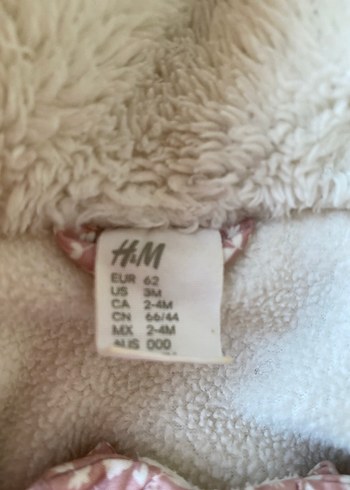 H&M
EUR 62
US 3M
CA 2-4M
CN 66/44
MX 2-4M
AUS 000